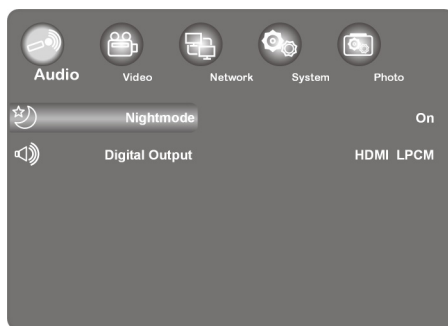 Audio Video Network System Photo
Nightmode On
Digital Output HDMI LPCM